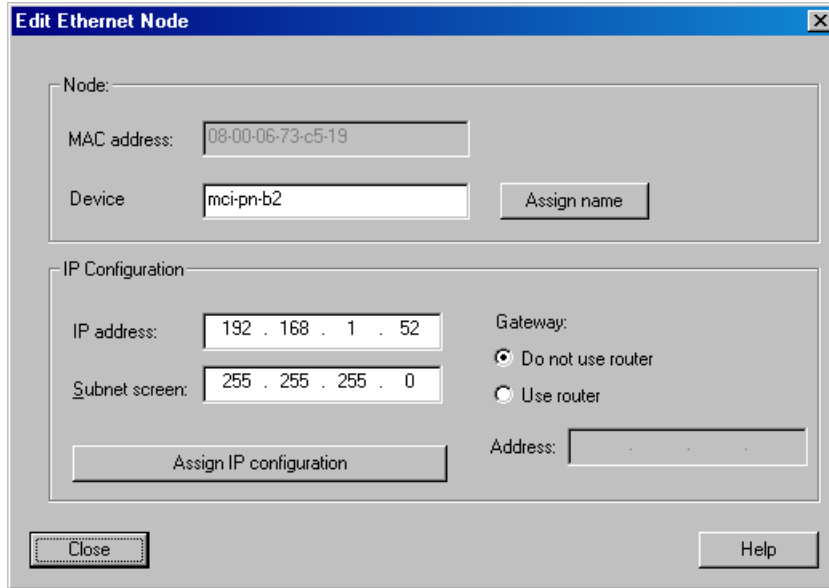 Edit Ethernet Node
Node:
MAC address: 08-00-06-73-c5-19
Device mci-pn-b2 Assign name
IP Configuration
IP address: 192 . 168 . 1 . 52
Gateway:
Do not use router
Subnet screen: 255 . 255 . 255 . 0
Use router
Address: . . .
Assign IP configuration
Close Help